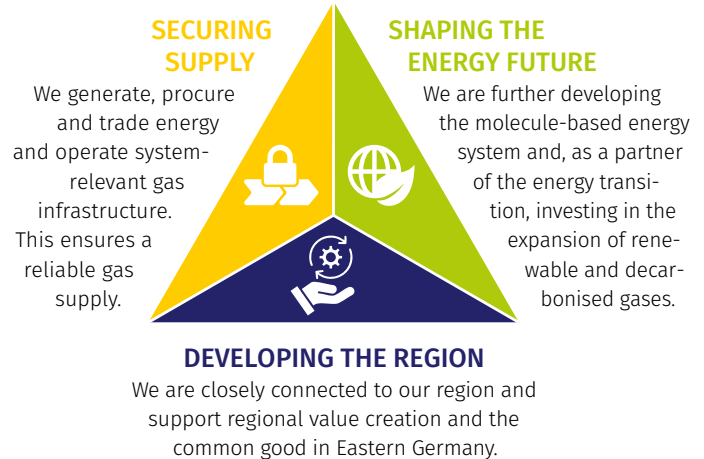 SECURING
SUPPLY
We generate, procure
and trade energy
and operate system-
relevant gas
infrastructure.
This ensures a
reliable gas
supply.
SHAPING THE
ENERGY FUTURE
We are further developing
the molecule-based energy
system and, as a partner
of the energy transi-
tion, investing in the
expansion of rene-
wable and decar-
bonised gases.
DEVELOPING THE REGION
We are closely connected to our region and
support regional value creation and the
common good in Eastern Germany.